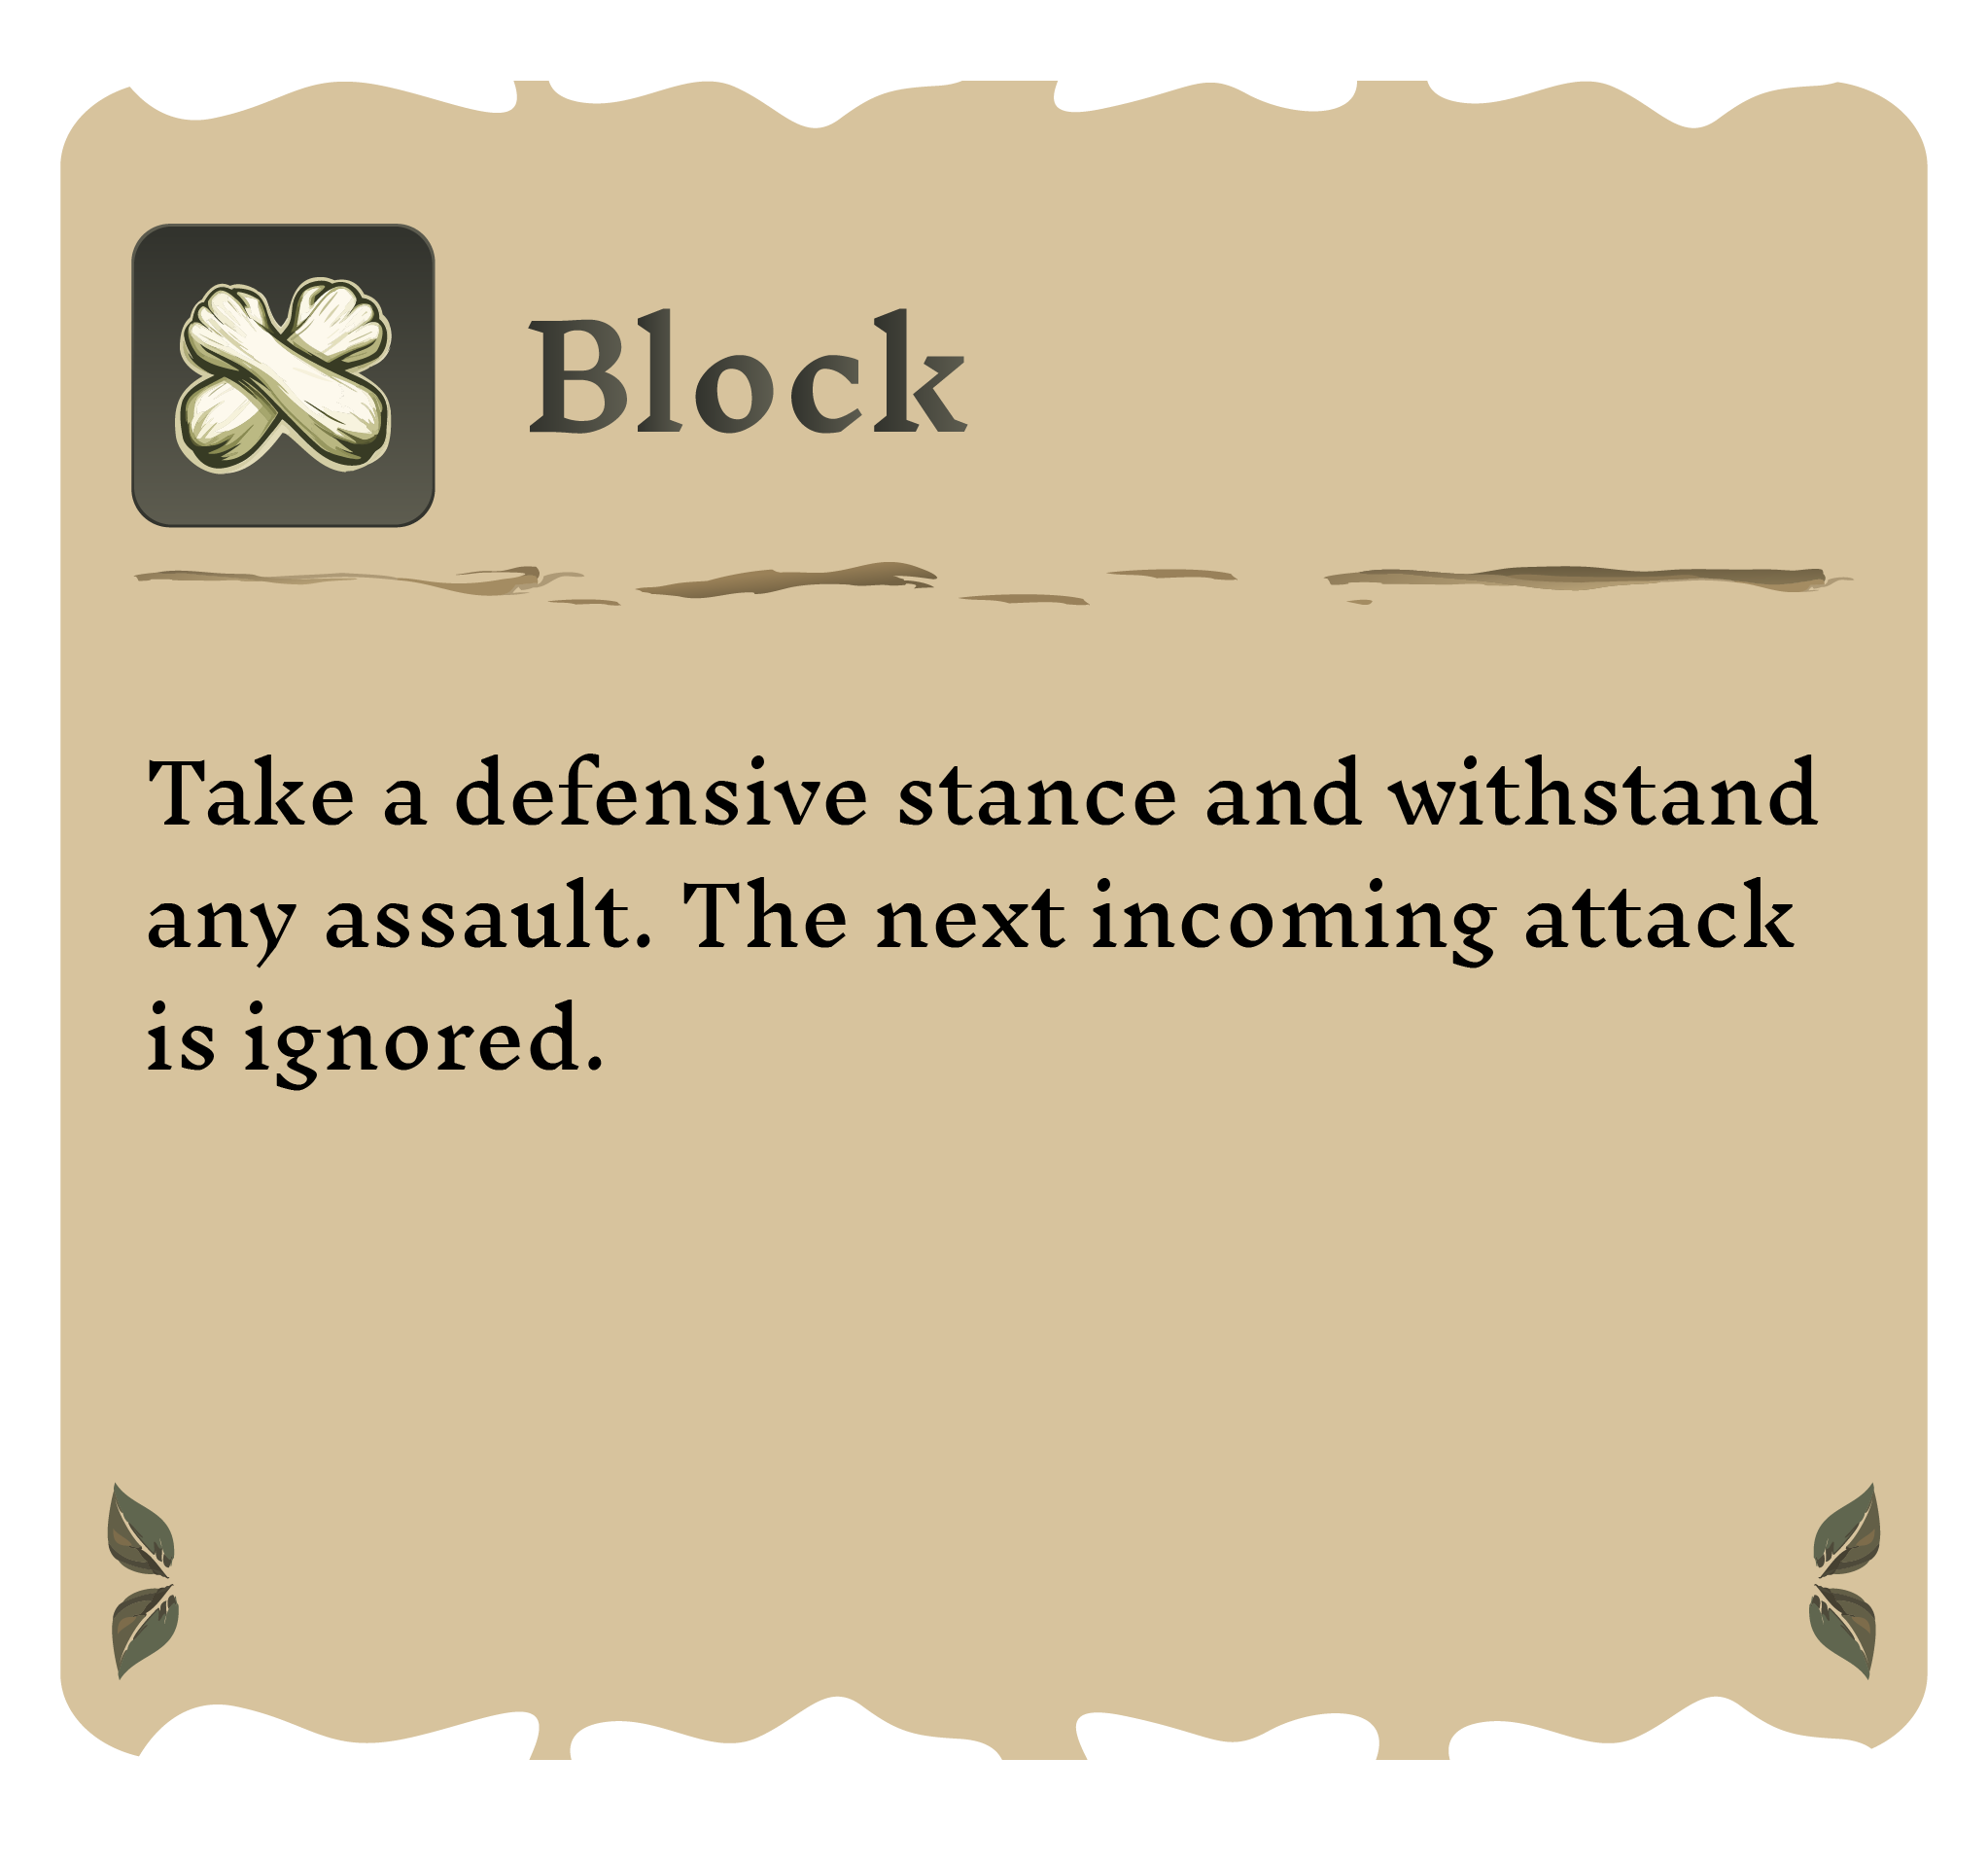 Block
Take a defensive stance and withstand
any assault. The next incoming attack
is ignored.